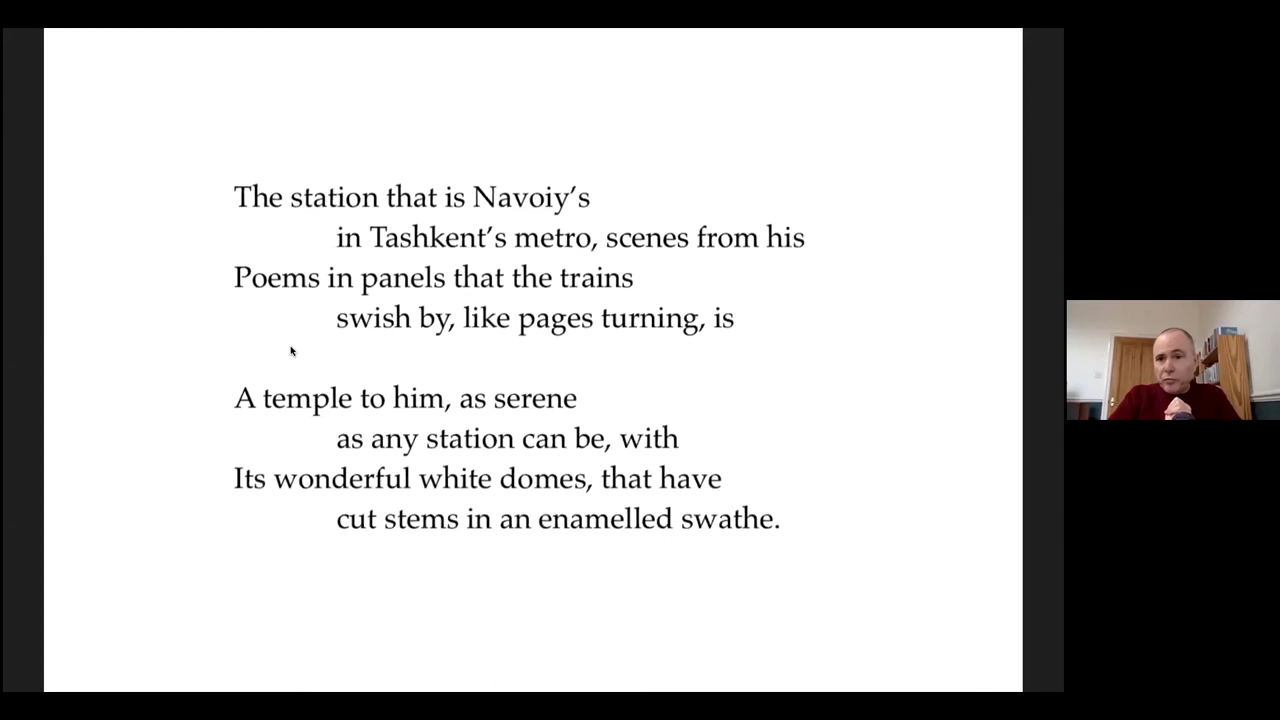 The station that is Navoiy’s
in Tashkent’s metro, scenes from his
Poems in panels that the trains
swish by, like pages turning, is
A temple to him, as serene
as any station can be, with
Its wonderful white domes, that have
cut stems in an enamelled swathe.